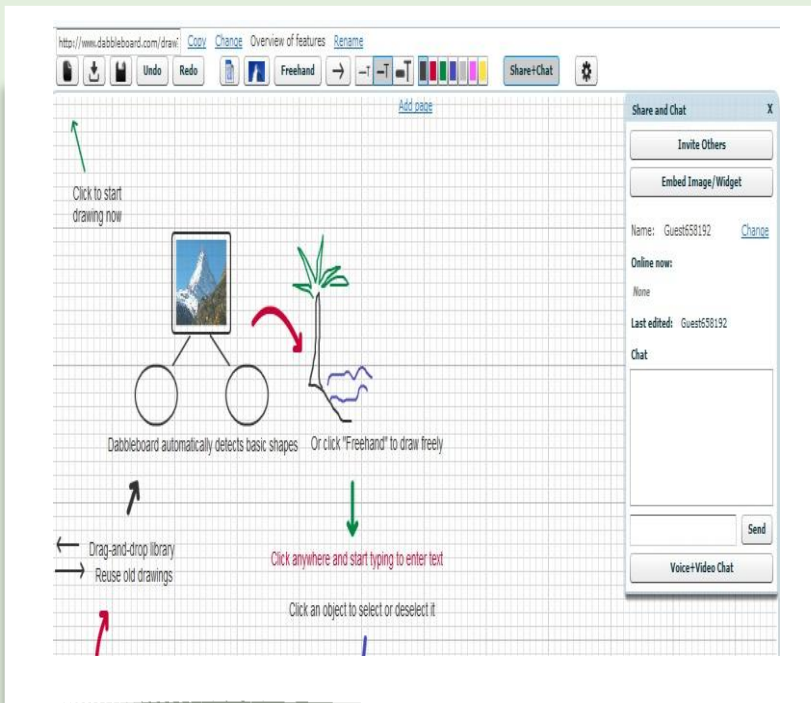 http://www.dabbleboard.com/draw Copy Change Overview of features Rename
Undo Redo Freehand T T T Share+Chat
Add page
Click to start
drawing now
Dabbleboard automatically detects basic shapes
Or click "Freehand" to draw freely
Drag-and-drop library
Reuse old drawings
Click anywhere and start typing to enter text
Click an object to select or deselect it
Share and Chat X
Invite Others
Embed Image/Widget
Name: Guest658192 Change
Online now:
None
Last edited: Guest658192
Chat
Send
Voice+Video Chat